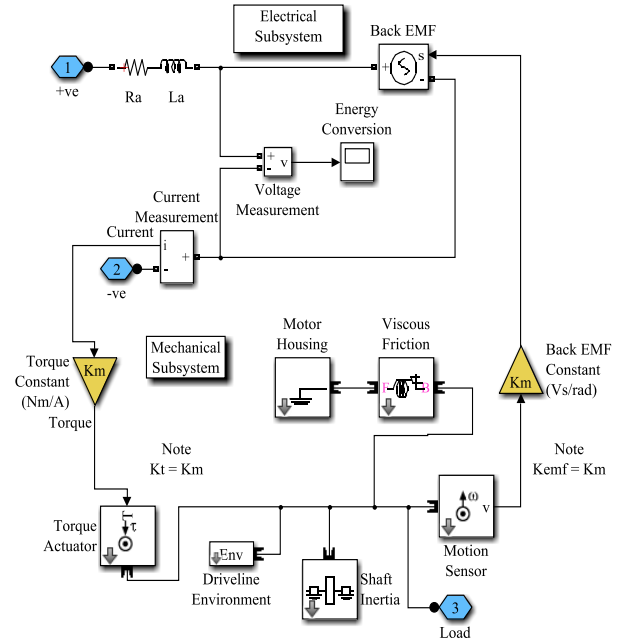 Electrical
Subsystem
Back EMF
1
+
s
-
+ve
Ra
La
Energy
Conversion
+
-
v
Voltage
Measurement
Current
Measurement
Current
i
+
-
2
-ve
Mechanical
Subsystem
Motor
Housing
Viscous
Friction
F
B
Torque
Constant
(Nm/A)
Km
Torque
Back EMF
Constant
(Vs/rad)
Km
Note
Kt = Km
Note
Kemf = Km
Torque
Actuator
T
τ
Env
Driveline
Environment
Shaft
Inertia
ω
v
Motion
Sensor
3
Load